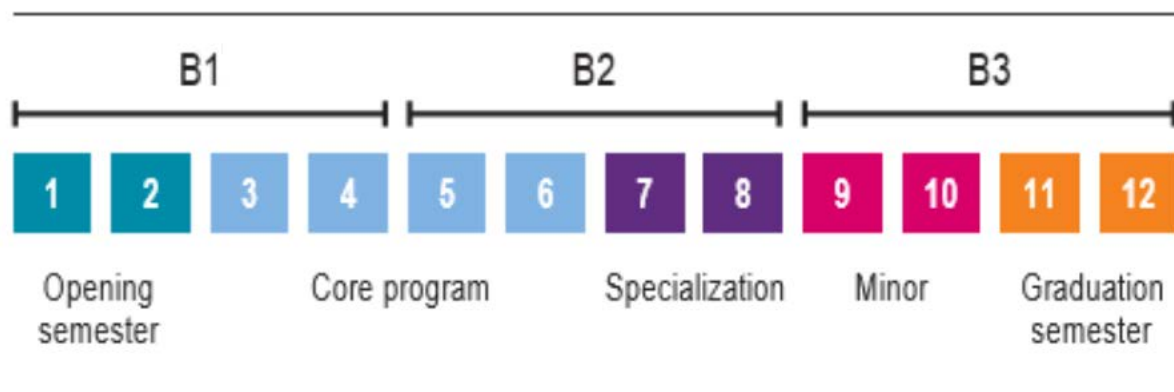 B1 B2 B3
1 2 3 4 5 6 7 8 9 10 11 12
Opening Core program Specialization Minor Graduation
semester semester